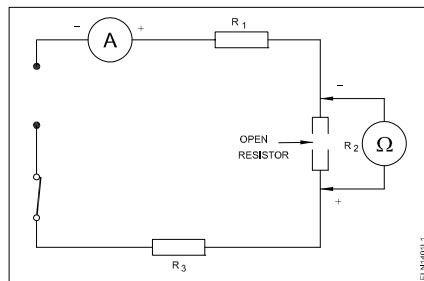 − A +
R1
−
OPEN
RESISTOR
R2
Ω
+
R3